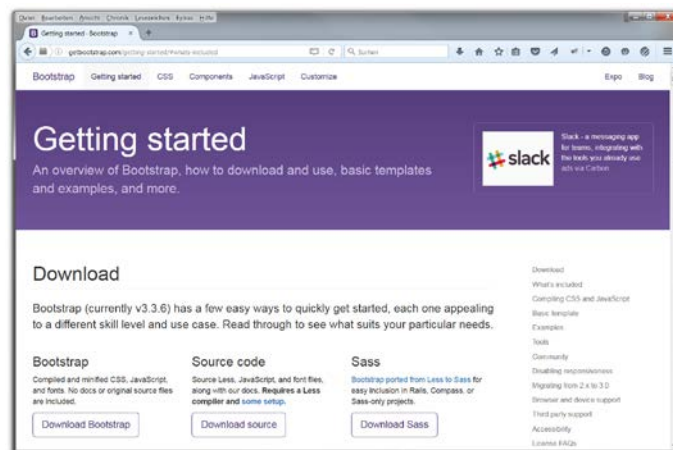 Datei Bearbeiten Ansicht Chronik Lesezeichen Extras Hilfe
Getting started · Bootstrap
getbootstrap.com/getting-started/#whats-included
Suchen
Bootstrap Getting started CSS Components JavaScript Customize Expo Blog
Getting started
An overview of Bootstrap, how to download and use, basic templates
and examples, and more.
slack
Slack - a messaging app
for teams, integrating with
the tools you already use
ads via Carbon
Download
Bootstrap (currently v3.3.6) has a few easy ways to quickly get started, each one appealing
to a different skill level and use case. Read through to see what suits your particular needs.
Bootstrap
Compiled and minified CSS, JavaScript,
and fonts. No docs or original source files
are included.
Download Bootstrap
Source code
Source Less, JavaScript, and font files,
along with our docs. Requires a Less
compiler and some setup.
Download source
Sass
Bootstrap ported from Less to Sass for
easy inclusion in Rails, Compass, or
Sass-only projects.
Download Sass
Download
What's included
Compiling CSS and JavaScript
Basic template
Examples
Tools
Community
Disabling responsiveness
Migrating from 2.x to 3.0
Browser and device support
Third party support
Accessibility
License FAQs